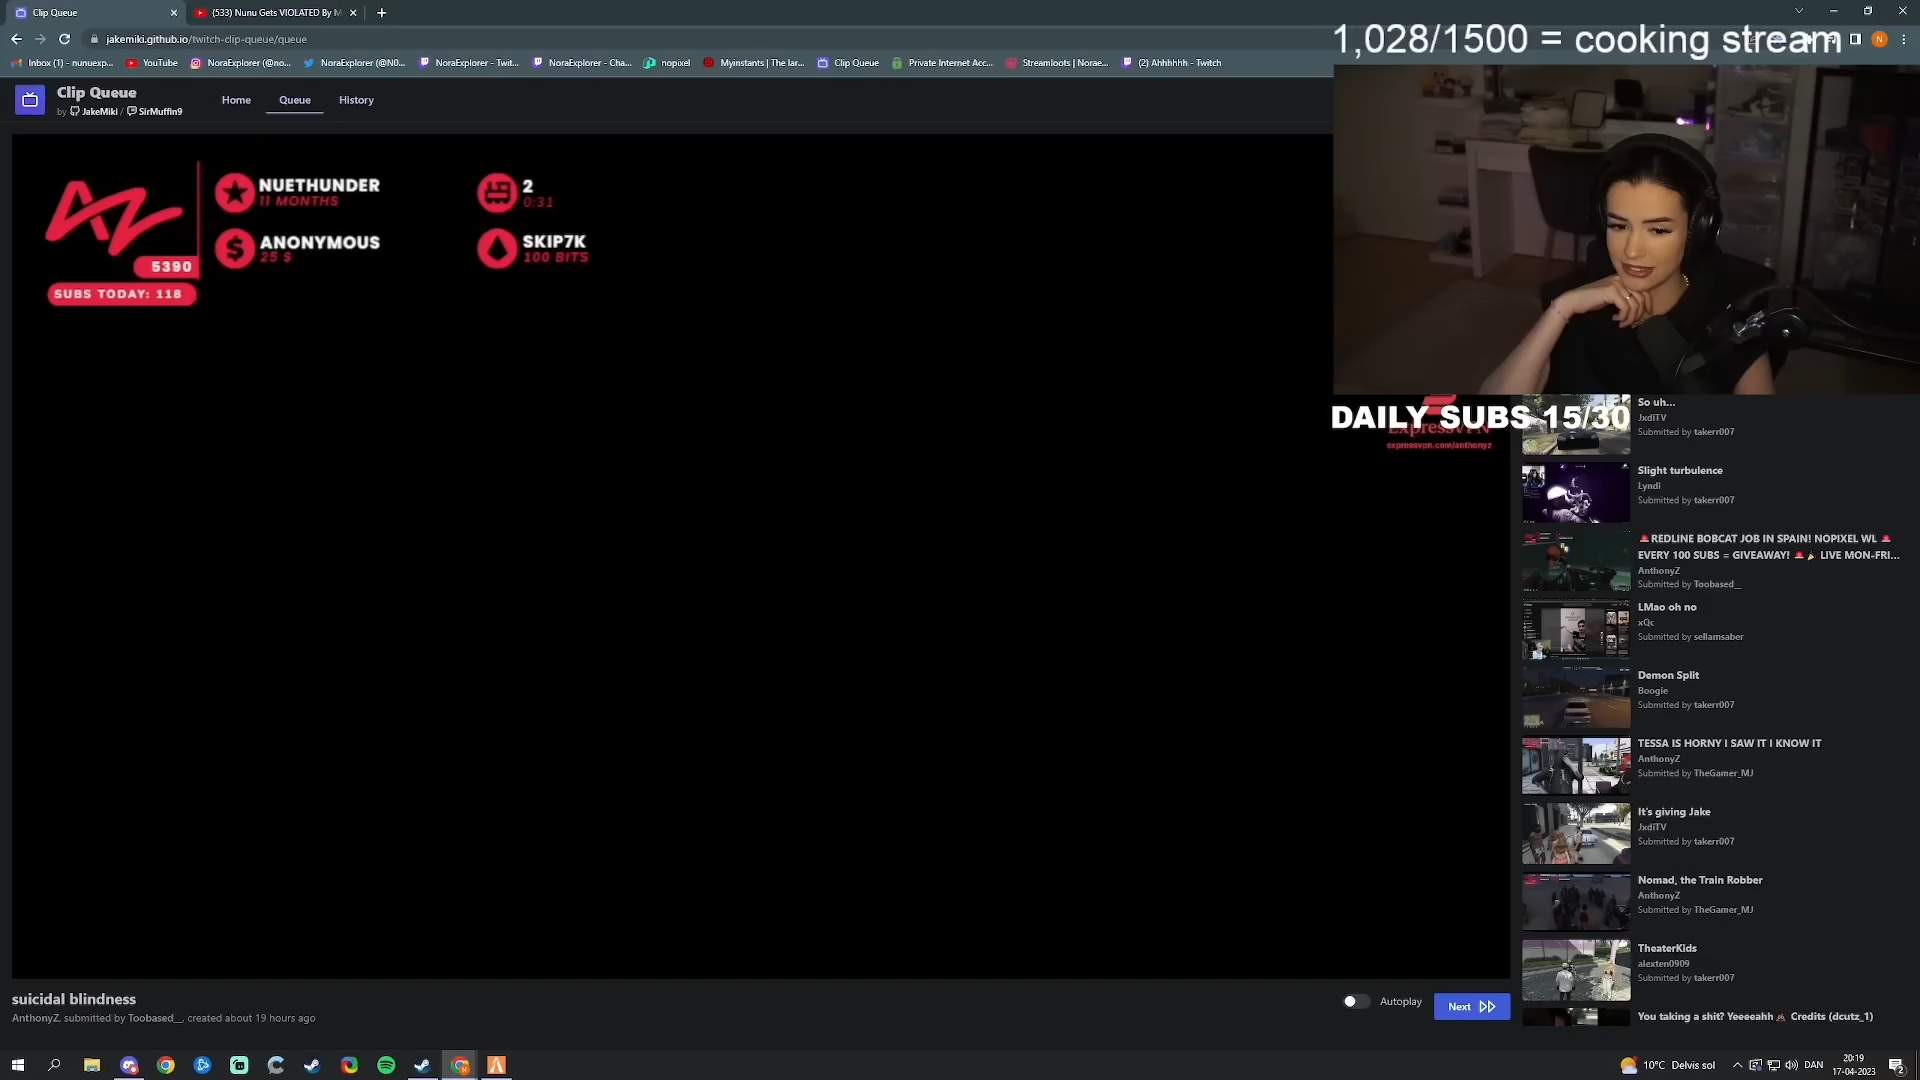 Clip Queue
(533) Nunu Gets VIOLATED By M
jakemiki.github.io/twitch-clip-queue/queue
1,028/1500 = cooking stream
Inbox (1) - nunuexp...
YouTube
NoraExplorer (@no...
NoraExplorer (@N0...
NoraExplorer - Twit...
NoraExplorer - Cha...
nopixel
Myinstants | The lar...
Clip Queue
Private Internet Acc...
Streamloots | Norae...
(2) Ahhhhhh - Twitch
Clip Queue
by JakeMiki / SirMuffin9
Home
Queue
History
AZ
5390
SUBS TODAY: 118
NUETHUNDER
11 MONTHS
ANONYMOUS
25 $
2
0:31
SKIP7K
100 BITS
DAILY SUBS 15/30
ExpressVPN
expressvpn.com/anthonyz
So uh...
JxdiTV
Submitted by takerr007
Slight turbulence
Lyndi
Submitted by takerr007
🚨REDLINE BOBCAT JOB IN SPAIN! NOPIXEL WL 🚨
EVERY 100 SUBS = GIVEAWAY! 🚨🎉 LIVE MON-FRI...
AnthonyZ
Submitted by Toobased__
LMao oh no
xQc
Submitted by sellamsaber
Demon Split
Boogie
Submitted by takerr007
TESSA IS HORNY I SAW IT I KNOW IT
AnthonyZ
Submitted by TheGamer_MJ
It's giving Jake
JxdiTV
Submitted by takerr007
Nomad, the Train Robber
AnthonyZ
Submitted by TheGamer_MJ
TheaterKids
alexten0909
Submitted by takerr007
You taking a shit? Yeeeeahh 💩 Credits (dcutz_1)
suicidal blindness
AnthonyZ, submitted by Toobased__, created about 19 hours ago
Autoplay
Next
10°C Delvis sol
DAN
20:19
17-04-2023
2